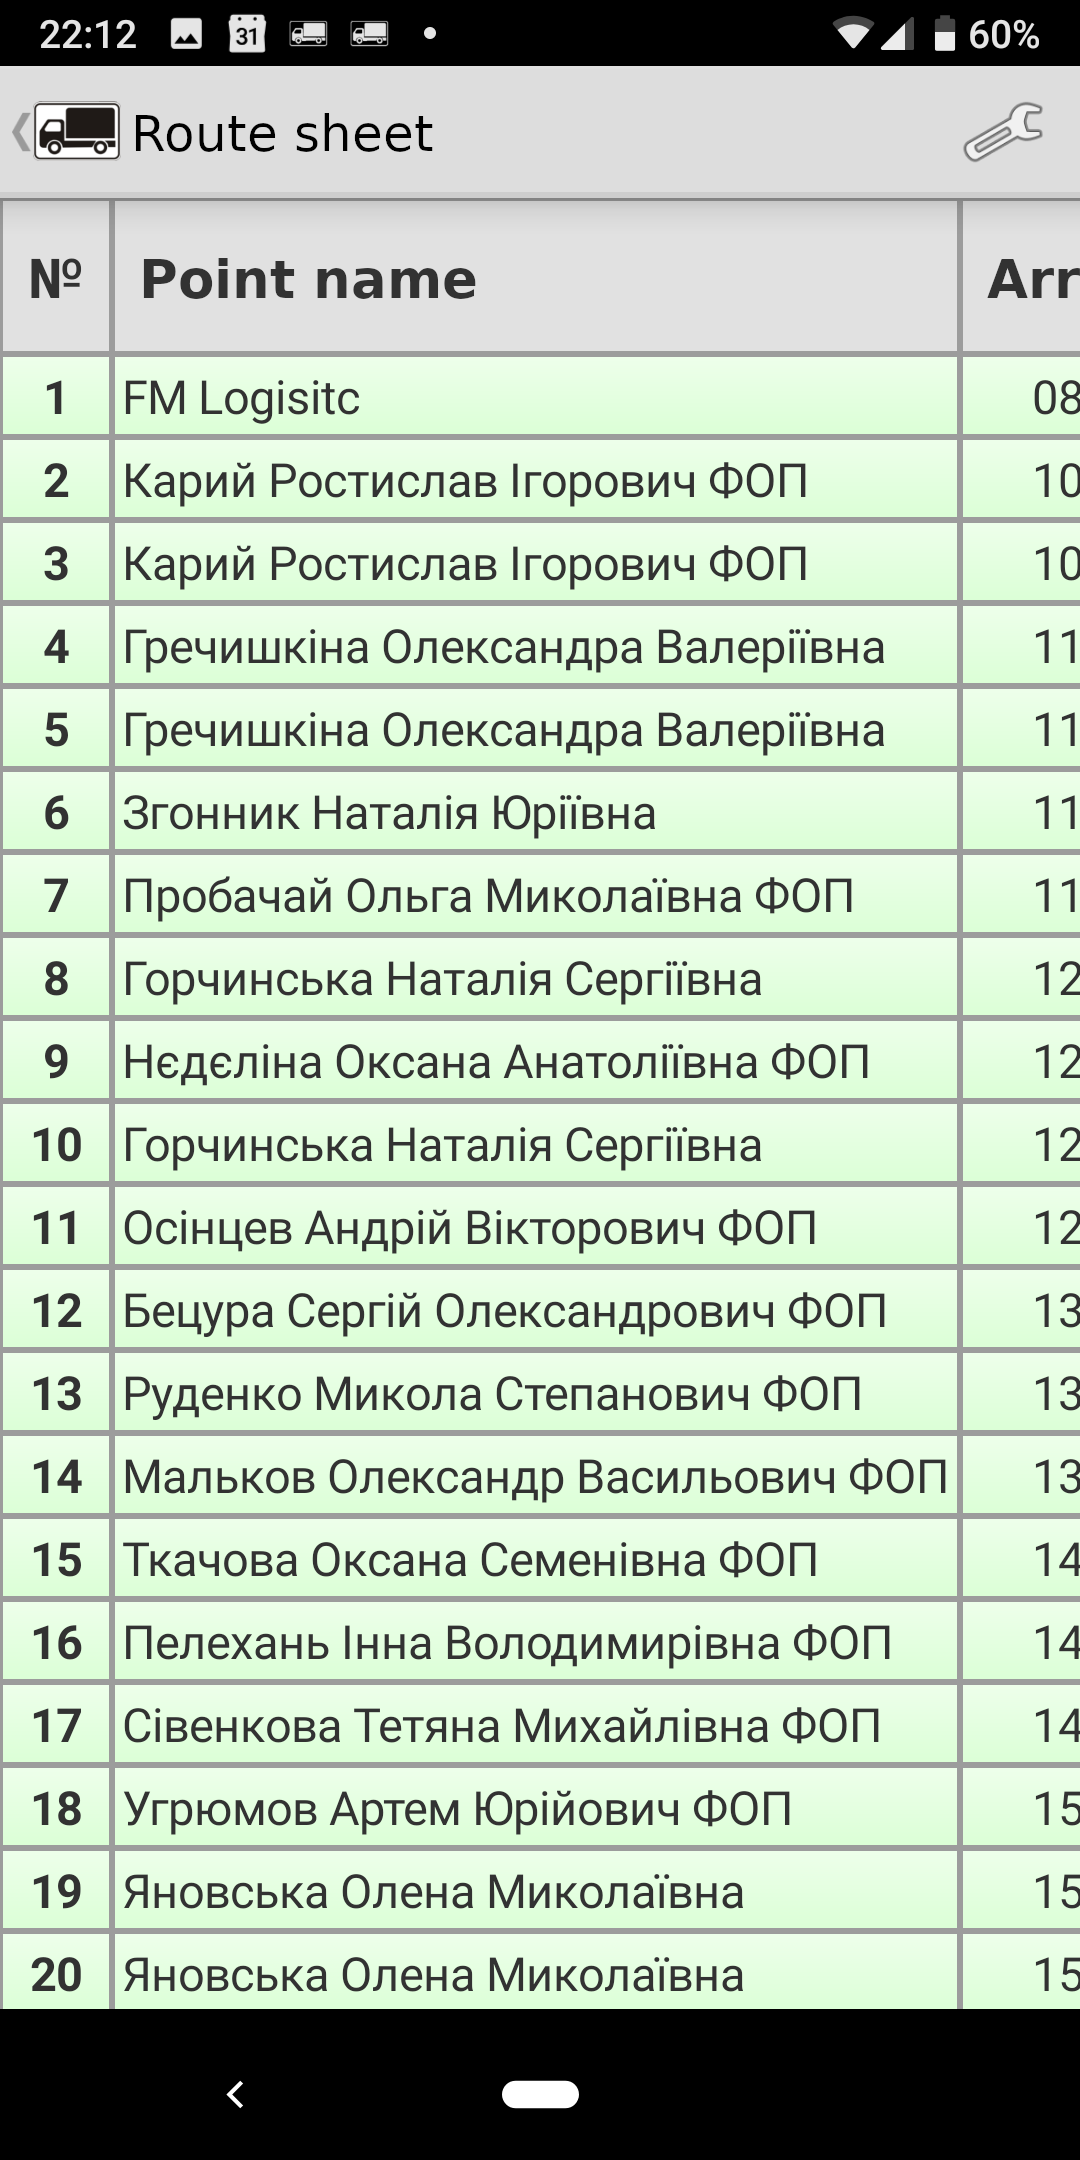 22:12 31 60%
Route sheet
№ Point name Arr
1 FM Logisitc 08
2 Карий Ростислав Ігорович ФОП 10
3 Карий Ростислав Ігорович ФОП 10
4 Гречишкіна Олександра Валеріївна 11
5 Гречишкіна Олександра Валеріївна 11
6 Згонник Наталія Юріївна 11
7 Пробачай Ольга Миколаївна ФОП 11
8 Горчинська Наталія Сергіївна 12
9 Нєдєліна Оксана Анатоліївна ФОП 12
10 Горчинська Наталія Сергіївна 12
11 Осінцев Андрій Вікторович ФОП 12
12 Бецура Сергій Олександрович ФОП 13
13 Руденко Микола Степанович ФОП 13
14 Мальков Олександр Васильович ФОП 13
15 Ткачова Оксана Семенівна ФОП 14
16 Пелехань Інна Володимирівна ФОП 14
17 Сівенкова Тетяна Михайлівна ФОП 14
18 Угрюмов Артем Юрійович ФОП 15
19 Яновська Олена Миколаївна 15
20 Яновська Олена Миколаївна 15